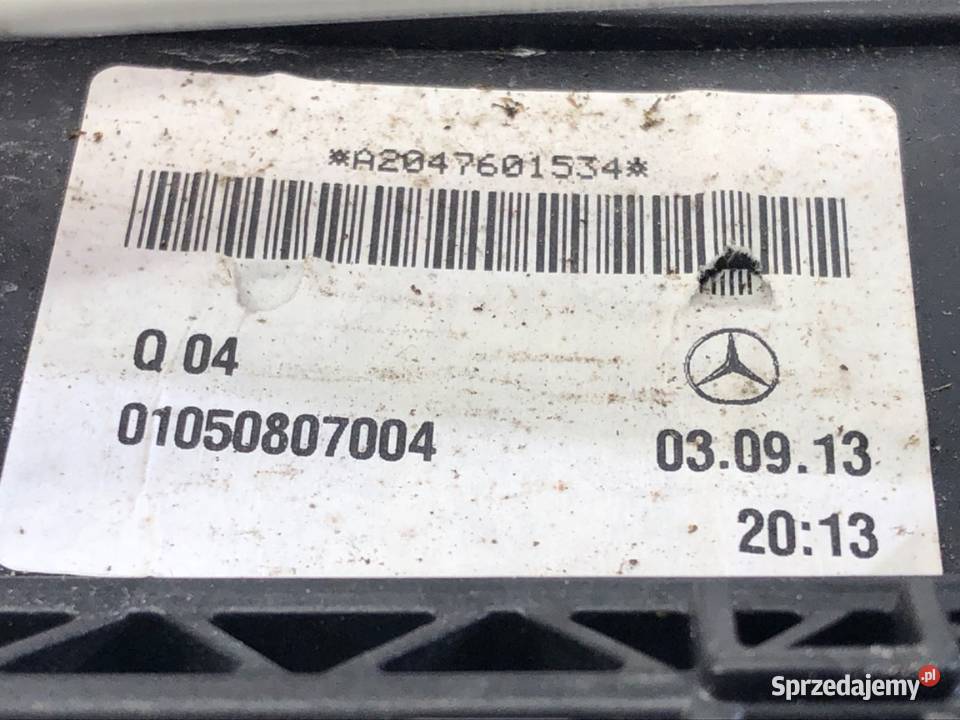 *A2047601534*
Q 04
01050807004
03.09.13
20:13
Sprzedajemy.pl